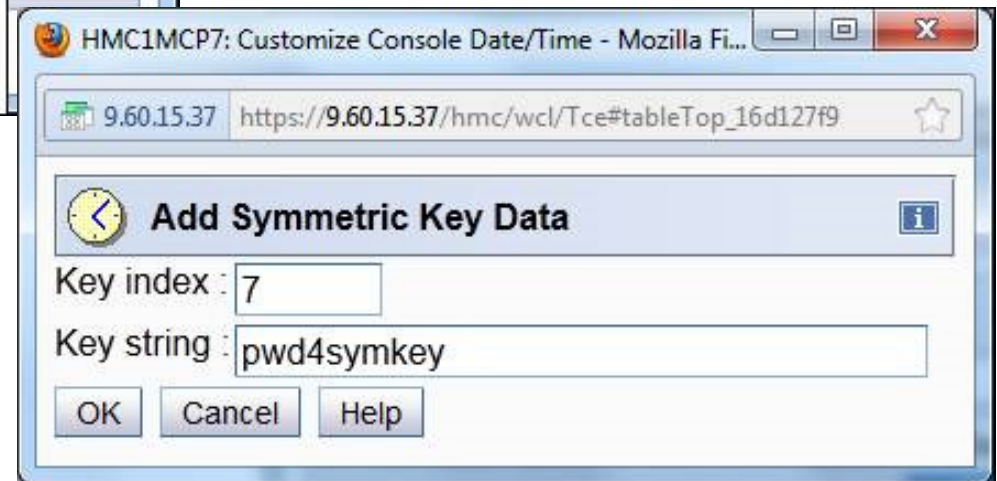 HMC1MCP7: Customize Console Date/Time - Mozilla Fi...
9.60.15.37 https://9.60.15.37/hmc/wcl/Tce#tableTop_16d127f9
Add Symmetric Key Data
Key index : 7
Key string : pwd4symkey
OK Cancel Help